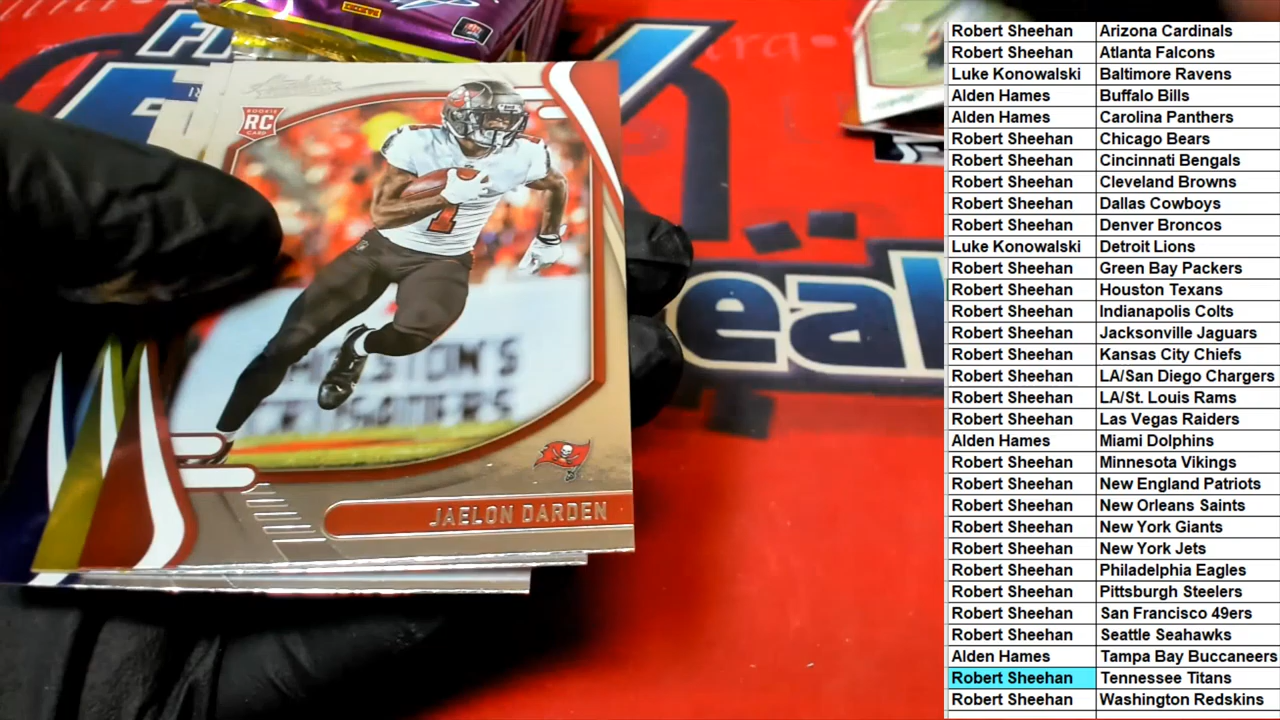 Absolute
ROOKIE
RC
CARD
1
JAELON DARDEN
eal
Robert Sheehan Arizona Cardinals
Robert Sheehan Atlanta Falcons
Luke Konowalski Baltimore Ravens
Alden Hames Buffalo Bills
Alden Hames Carolina Panthers
Robert Sheehan Chicago Bears
Robert Sheehan Cincinnati Bengals
Robert Sheehan Cleveland Browns
Robert Sheehan Dallas Cowboys
Robert Sheehan Denver Broncos
Luke Konowalski Detroit Lions
Robert Sheehan Green Bay Packers
Robert Sheehan Houston Texans
Robert Sheehan Indianapolis Colts
Robert Sheehan Jacksonville Jaguars
Robert Sheehan Kansas City Chiefs
Robert Sheehan LA/San Diego Chargers
Robert Sheehan LA/St. Louis Rams
Robert Sheehan Las Vegas Raiders
Alden Hames Miami Dolphins
Robert Sheehan Minnesota Vikings
Robert Sheehan New England Patriots
Robert Sheehan New Orleans Saints
Robert Sheehan New York Giants
Robert Sheehan New York Jets
Robert Sheehan Philadelphia Eagles
Robert Sheehan Pittsburgh Steelers
Robert Sheehan San Francisco 49ers
Robert Sheehan Seattle Seahawks
Alden Hames Tampa Bay Buccaneers
Robert Sheehan Tennessee Titans
Robert Sheehan Washington Redskins